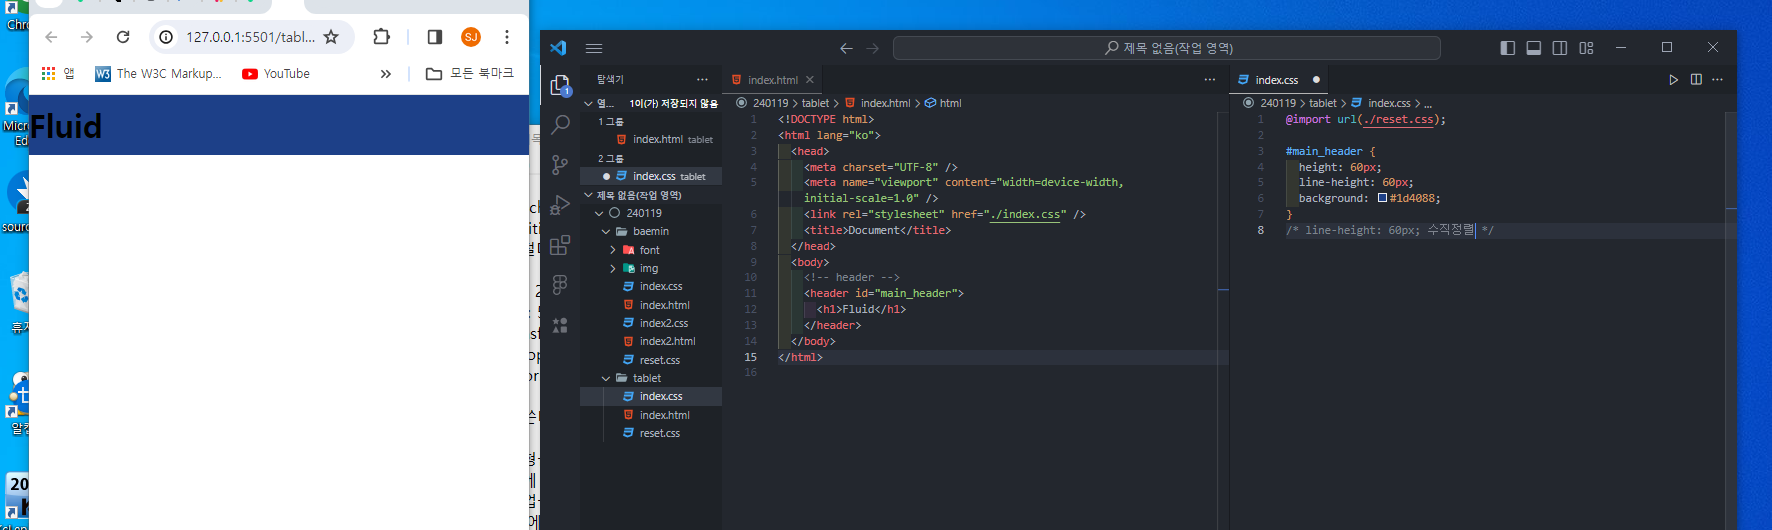 Chro
127.0.0.1:5501/tabl...
SJ
앱
The W3C Markup...
YouTube
»
모든 북마크
Fluid
제목 없음(작업 영역)
탐색기
열... 1이(가) 저장되지 않음
1 그룹
index.html tablet
2 그룹
index.css tablet
제목 없음(작업 영역)
240119
baemin
font
img
index.css
index.html
index2.css
index2.html
reset.css
tablet
index.css
index.html
reset.css
1
index.html
240119 > tablet > index.html > html
1 <!DOCTYPE html>
2 <html lang="ko">
3 <head>
4 <meta charset="UTF-8" />
5 <meta name="viewport" content="width=device-width,
initial-scale=1.0" />
6 <link rel="stylesheet" href="./index.css" />
7 <title>Document</title>
8 </head>
9 <body>
10 <!-- header -->
11 <header id="main_header">
12 <h1>Fluid</h1>
13 </header>
14 </body>
15 </html>
16
index.css
240119 > tablet > index.css > ...
1 @import url(./reset.css);
2
3 #main_header {
4 height: 60px;
5 line-height: 60px;
6 background: #1d4088;
7 }
8 /* line-height: 60px; 수직정렬 */